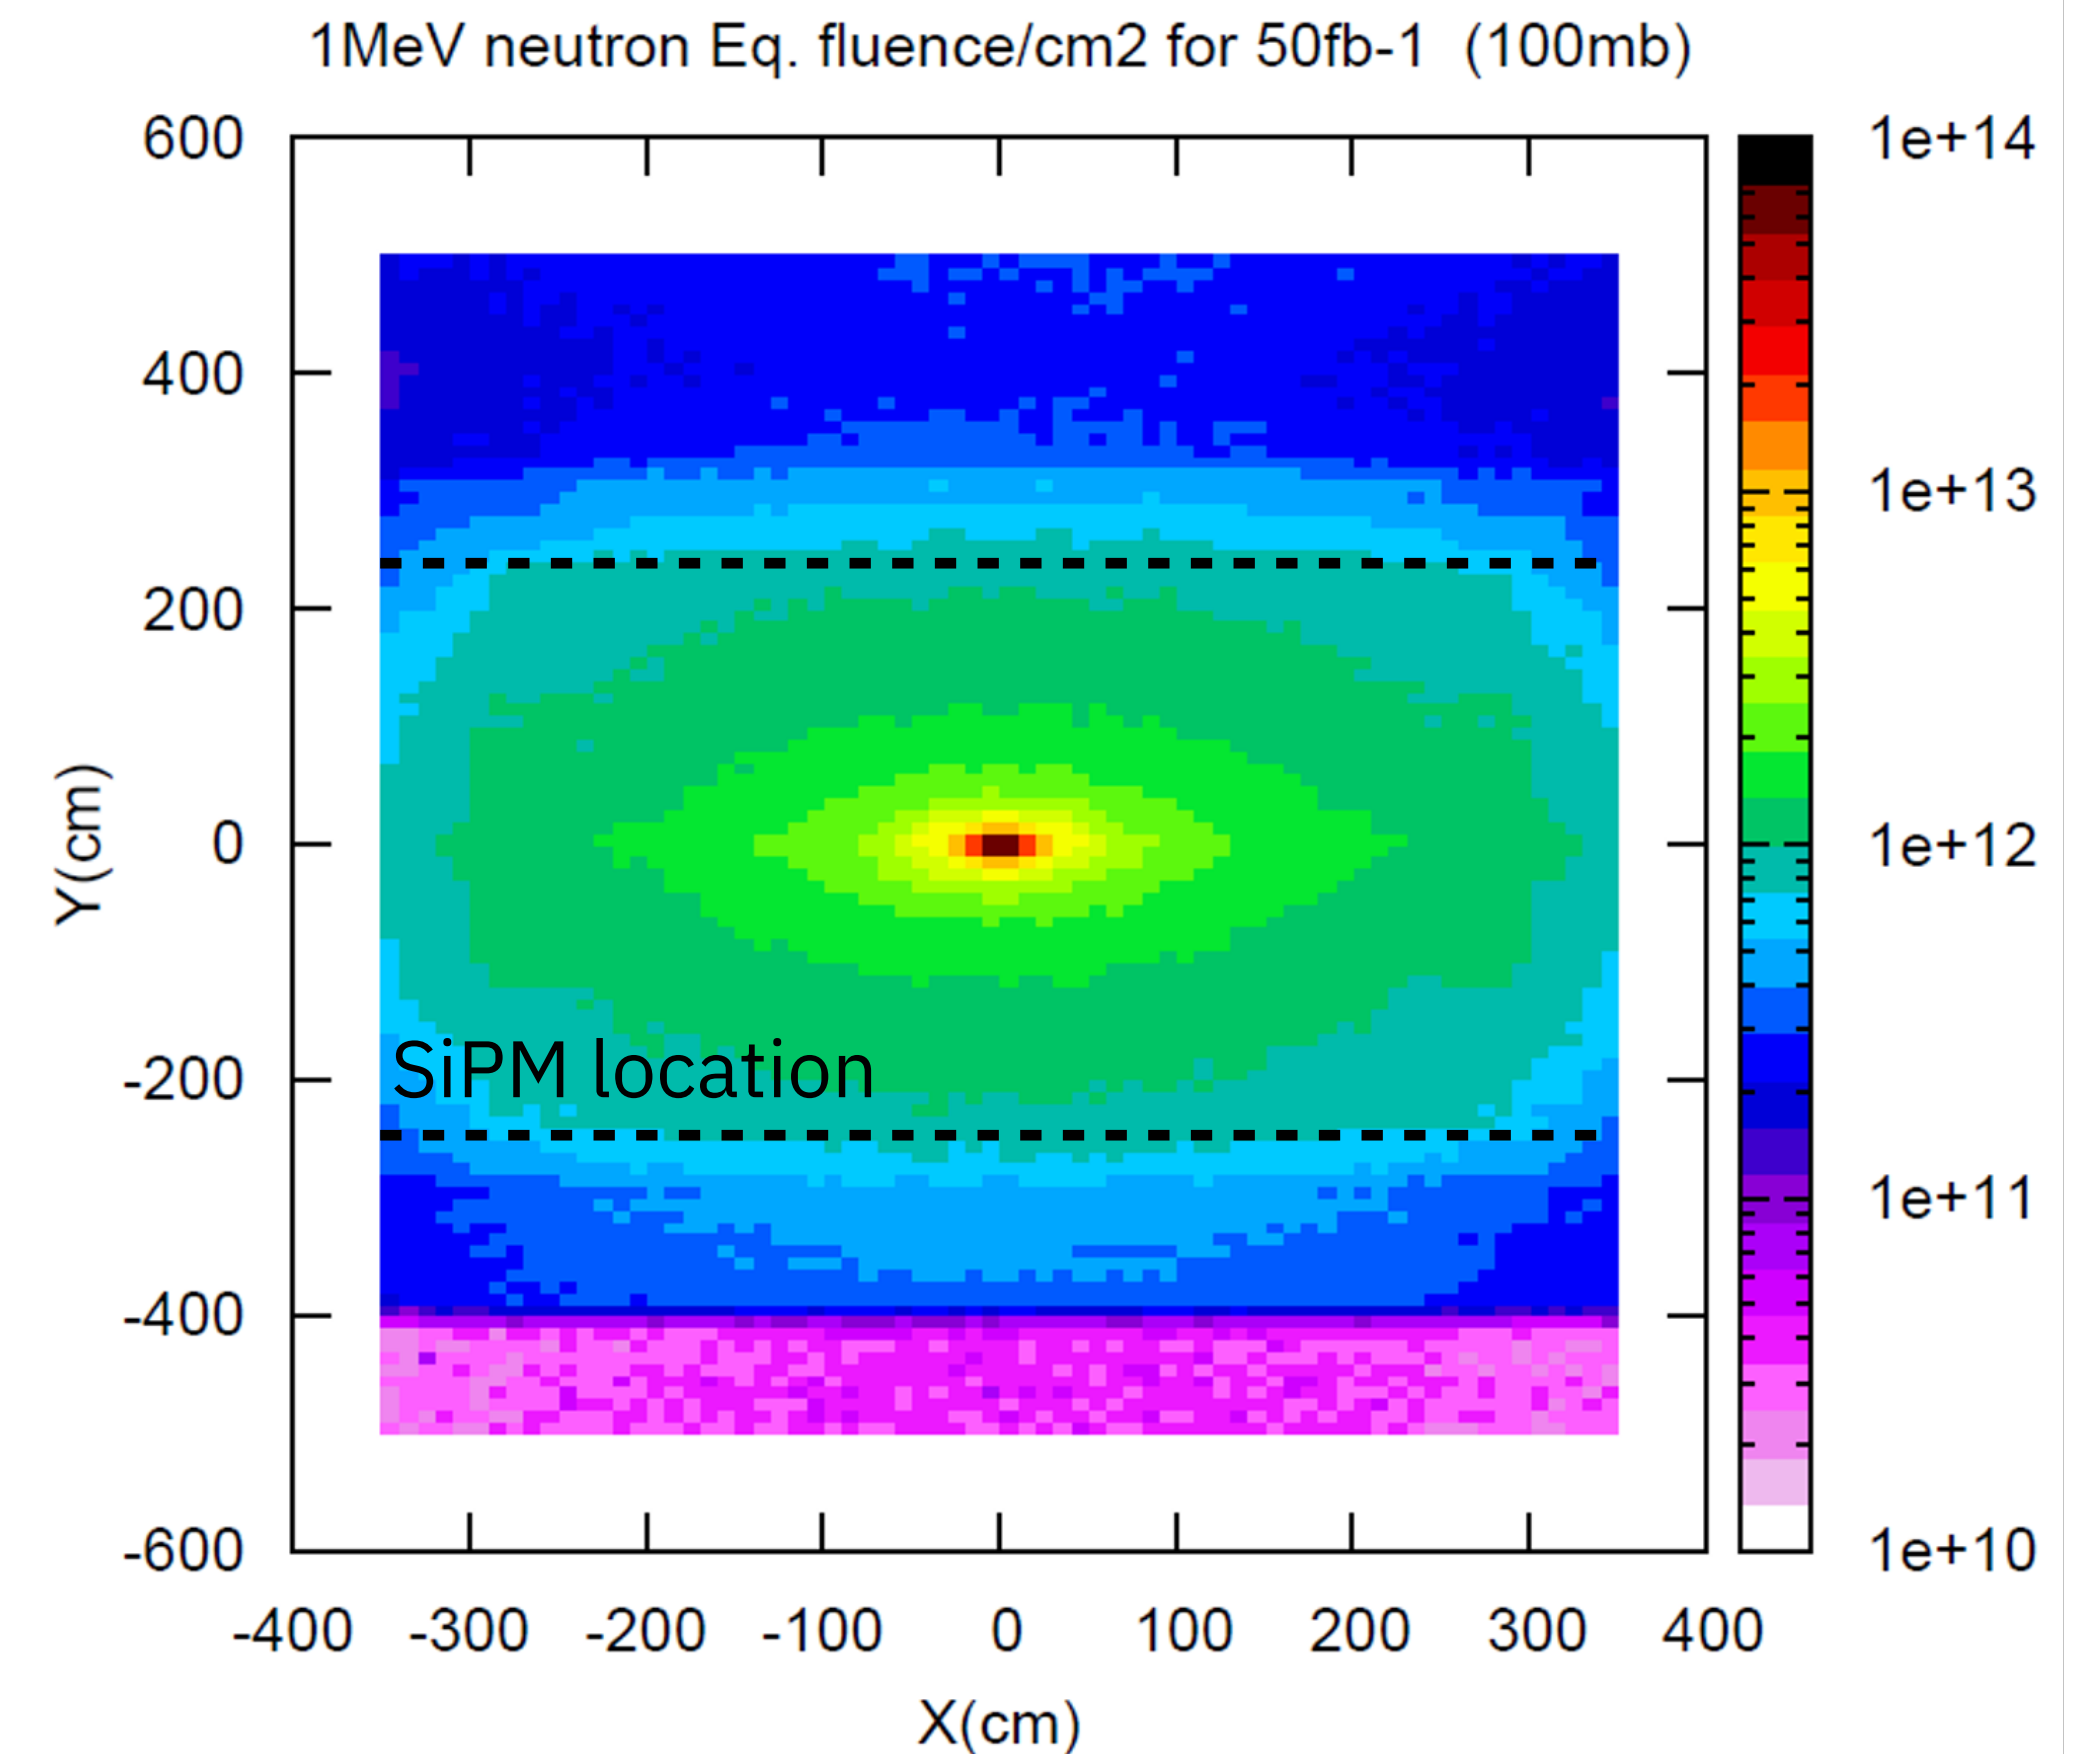 1MeV neutron Eq. fluence/cm2 for 50fb-1 (100mb)
600
400
200
0
-200
-400
-600
Y(cm)
SiPM location
-400 -300 -200 -100 0 100 200 300 400
X(cm)
1e+14
1e+13
1e+12
1e+11
1e+10